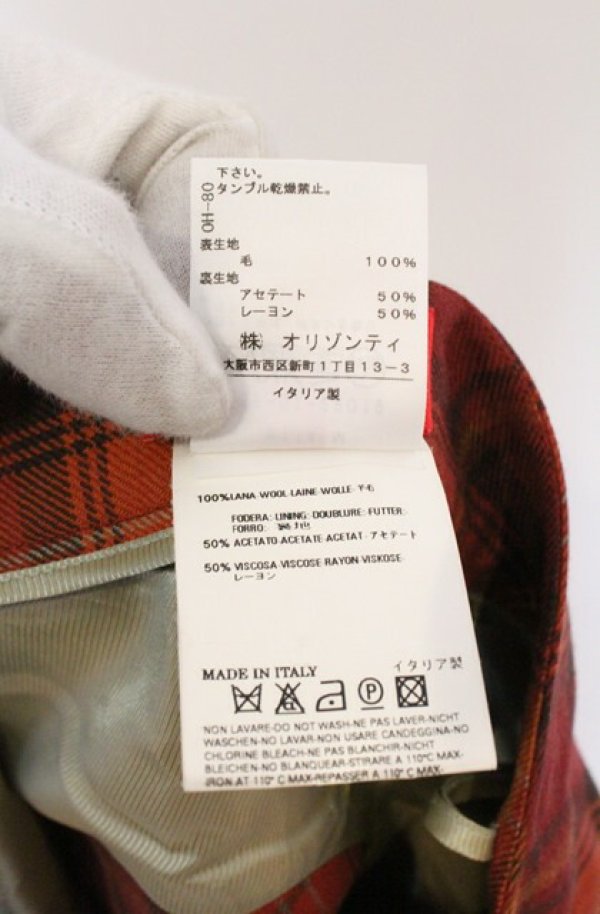 下さい。
タンブル乾燥禁止。
OH-80
表生地
毛 100%
裏生地
アセテート 50%
レーヨン 50%
㈱ オリゾンティ
大阪市西区新町1丁目13-3
イタリア製
100%LANA WOOL-LAINE WOLLE-
FODERA: LINING: DOUBLURE: FUTTER:
FORRO:
50% ACETATO-ACETATE-ACETAT-アセテート
50% VISCOSA-VISCOSE RAYON VISKOSE-
レーヨン
MADE IN ITALY イタリア製
P
NON LAVARE-DO NOT WASH-NE PAS LAVER-NICHT
WASCHEN-NO LAVAR-NON USARE CANDEGGINA-NO
CHLORINE BLEACH-NE PAS BLANCHIR-NICHT
BLEICHEN-NO BLANQUEAR-STIRARE A 110°C MAX-
IRON AT 110° C MAX-REPASSER A 110° C MAX-